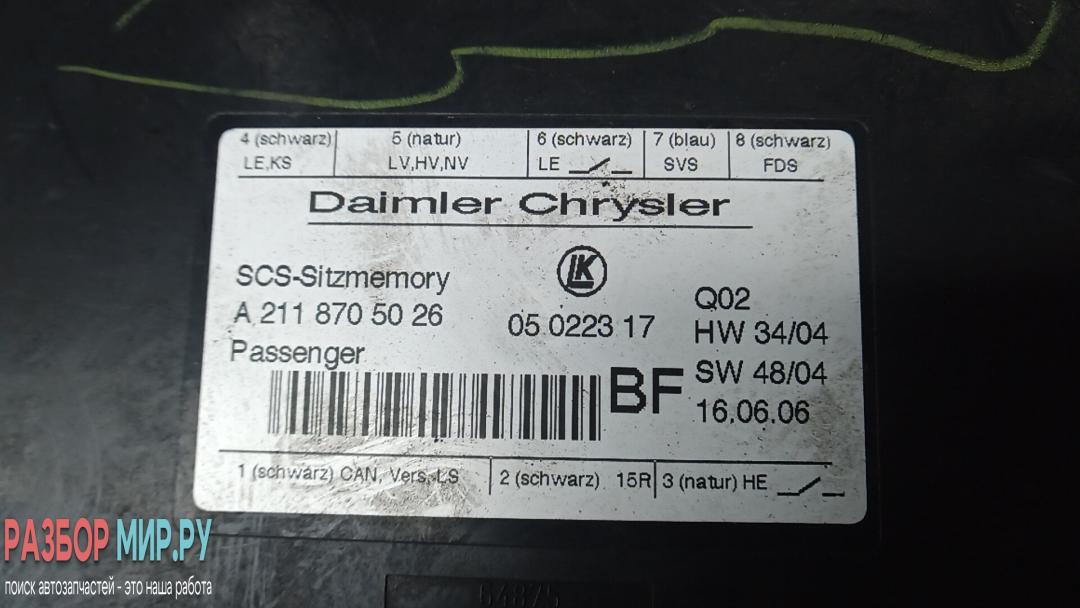 4 (schwarz) 5 (natur) 6 (schwarz) 7 (blau) 8 (schwarz)
LE,KS LV,HV,NV LE SVS FDS
Daimler Chrysler
LK
SCS-Sitzmemory
A 211 870 50 26 05 0223 17 Q02
HW 34/04
Passenger
BF SW 48/04
16.06.06
1 (schwarz) CAN, Vers, LS 2 (schwarz) 15R 3 (natur) HE
РАЗБОР МИР.РУ
поиск автозапчастей - это наша работа